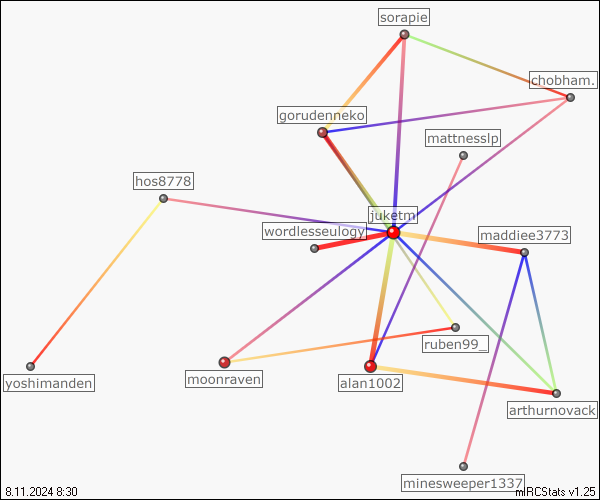 sorapie
chobham.
gorudenneko
mattnesslp
hos8778
juketm
wordlesseulogy
maddiee3773
ruben99_
yoshimanden
moonraven
alan1002
arthurnovack
minesweeper1337
8.11.2024 8:30
mIRCStats v1.25